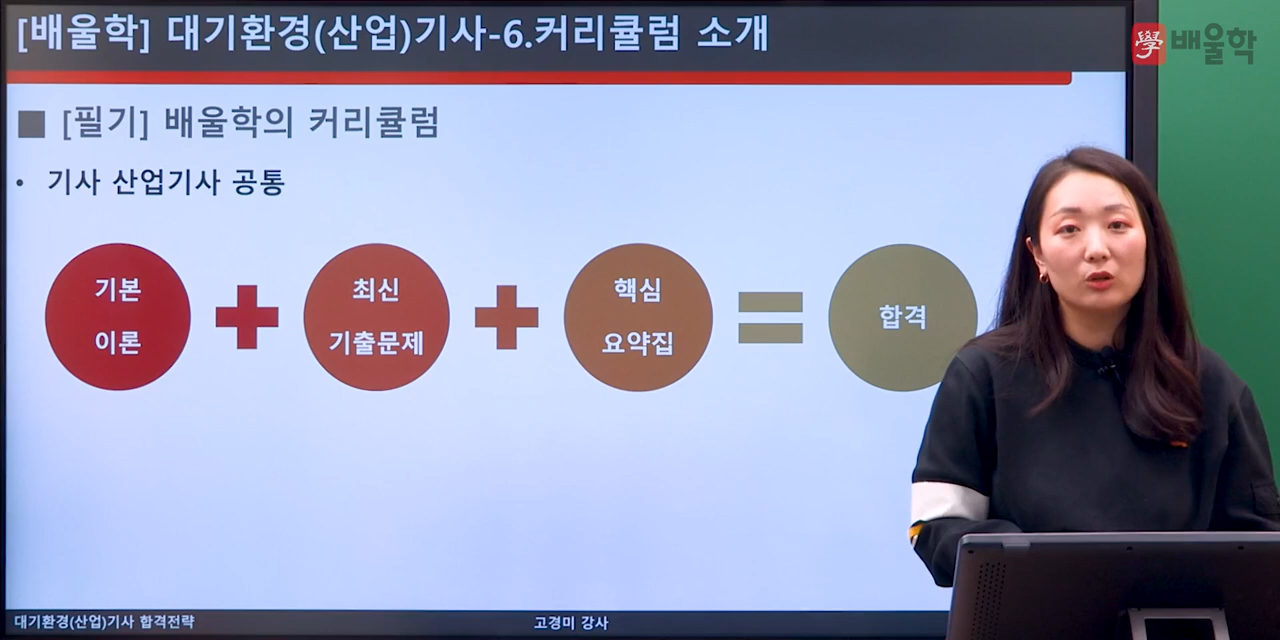 [배울학] 대기환경(산업)기사-6.커리큘럼 소개
學 배울학
■ [필기] 배울학의 커리큘럼
• 기사 산업기사 공통
기본
이론
+
최신
기출문제
+
핵심
요약집
=
합격
대기환경(산업)기사 합격전략
고경미 강사